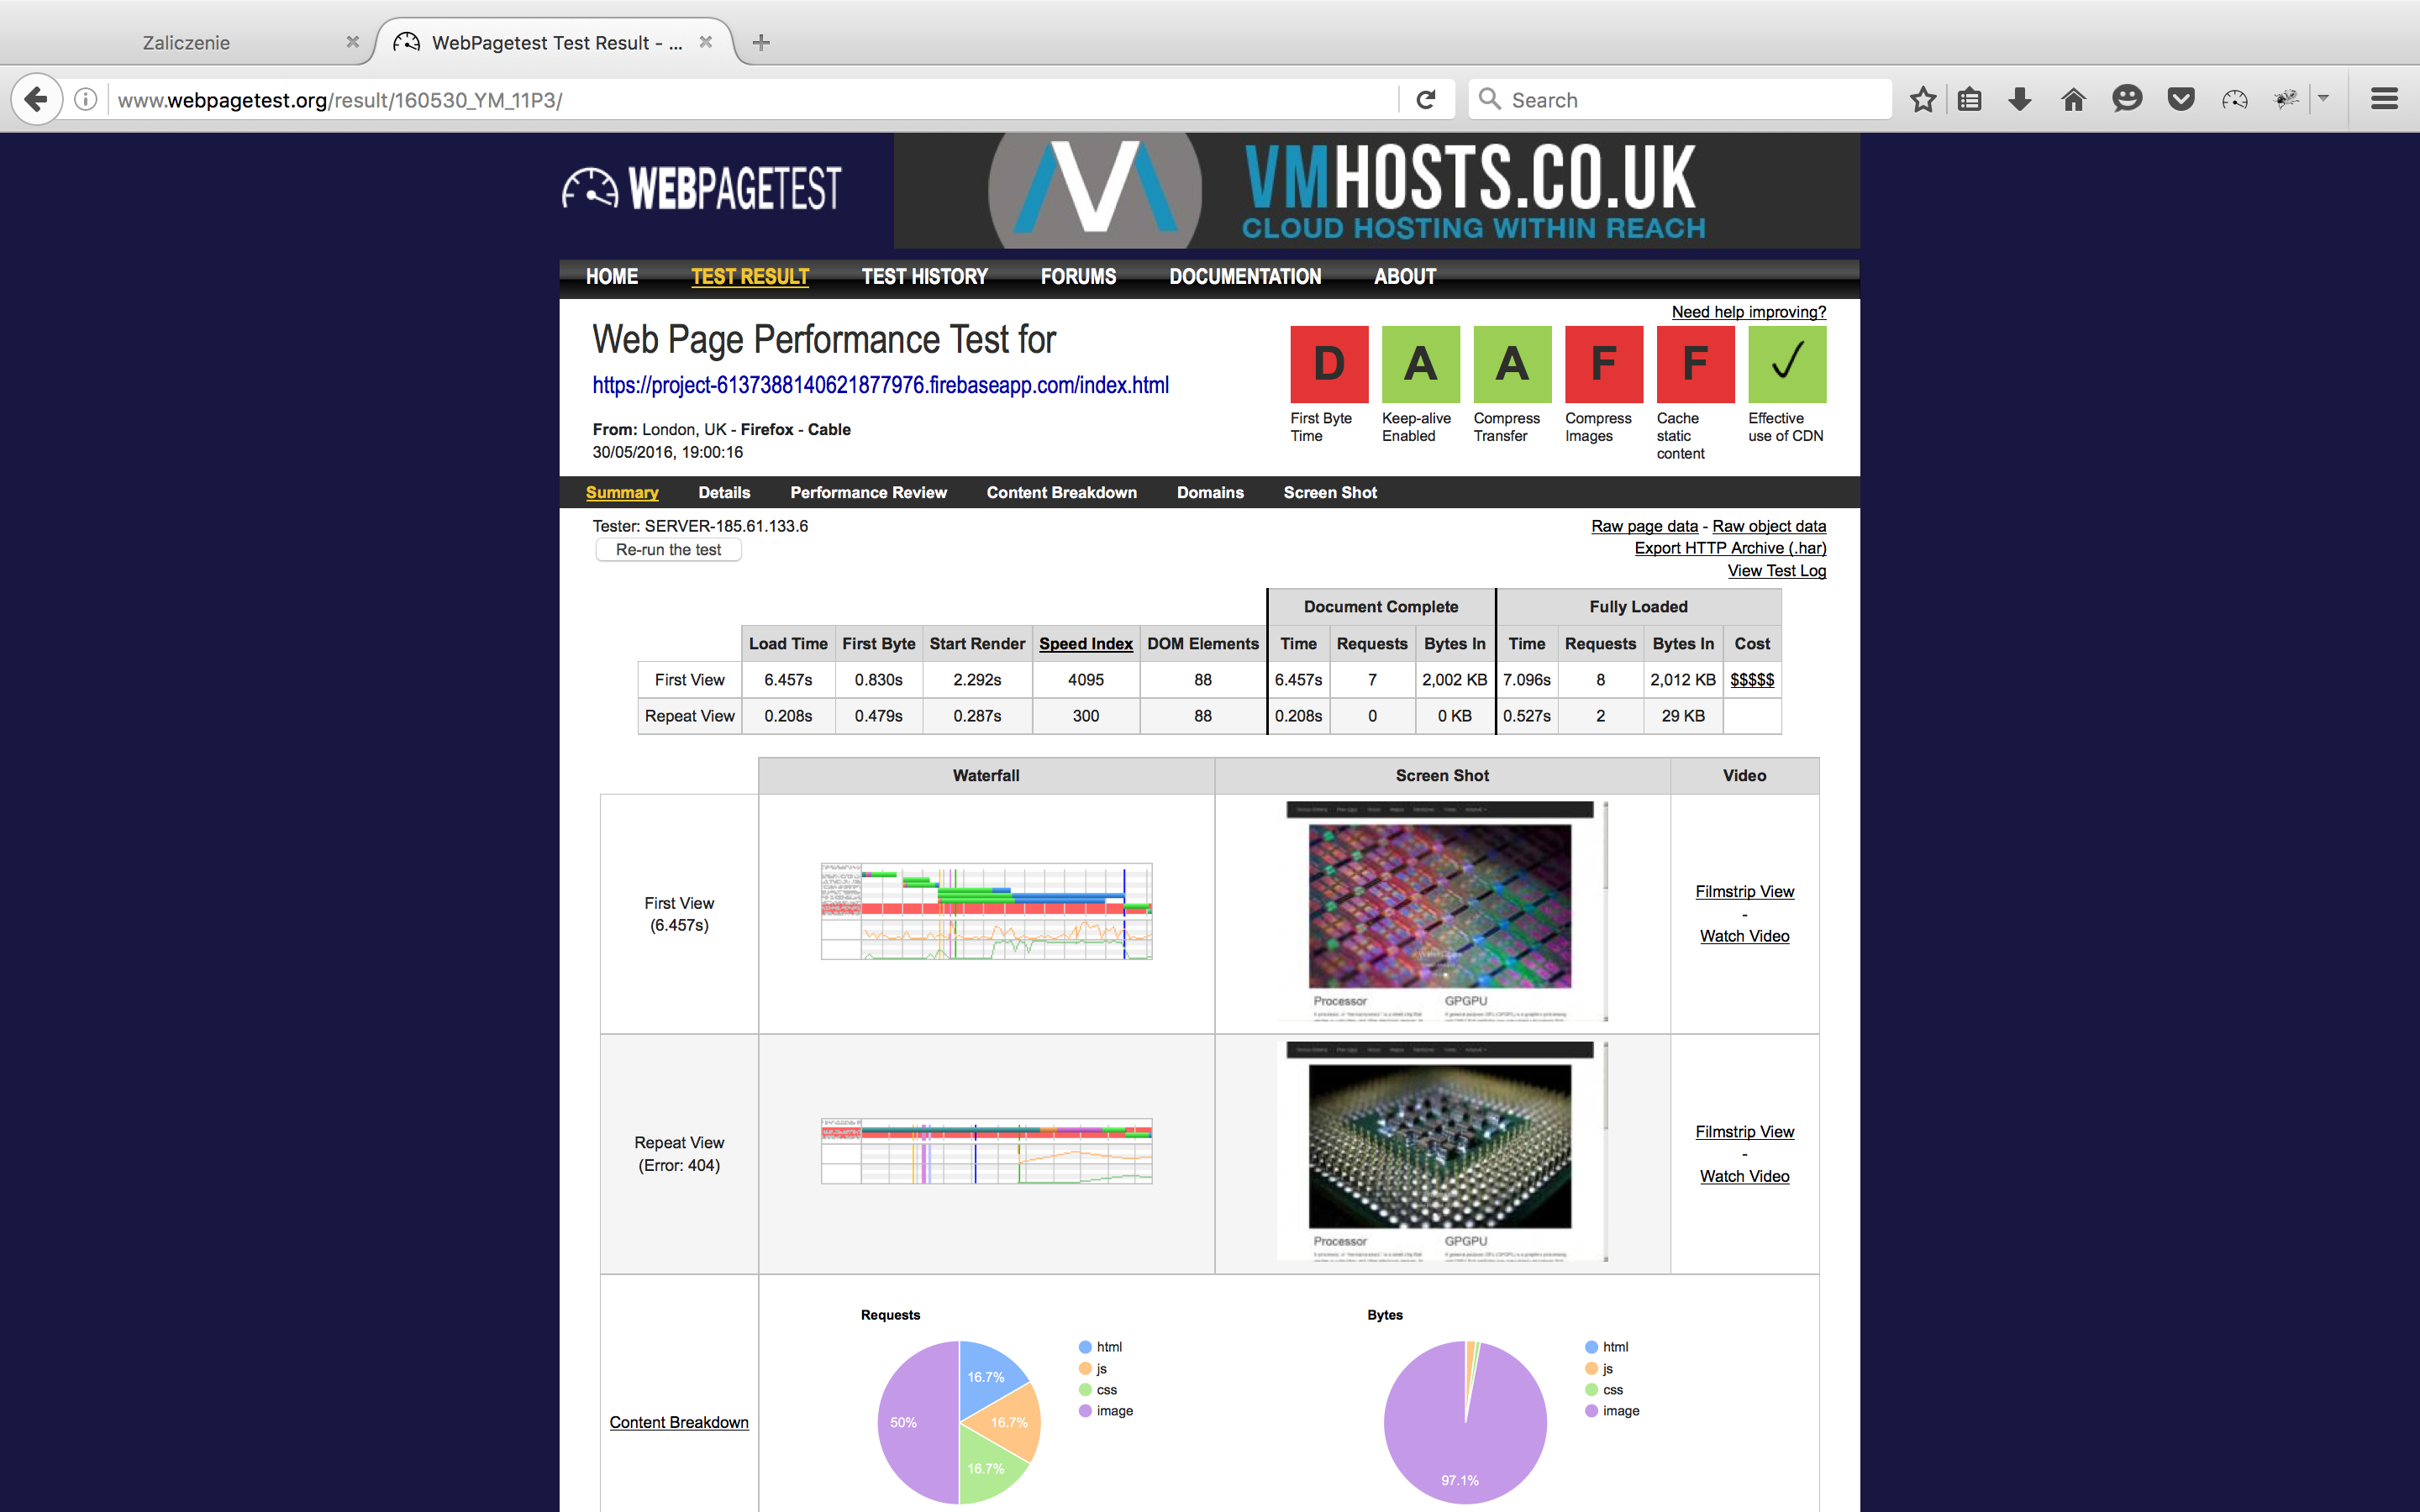 Zaliczenie
WebPagetest Test Result - ...
www.webpagetest.org/result/160530_YM_11P3/
Search
WEBPAGETEST
VMHOSTS.CO.UK
CLOUD HOSTING WITHIN REACH
HOME TEST RESULT TEST HISTORY FORUMS DOCUMENTATION ABOUT
Need help improving?
Web Page Performance Test for
https://project-6137388140621877976.firebaseapp.com/index.html
From: London, UK - Firefox - Cable
30/05/2016, 19:00:16
D A A F F
First Byte Time
Keep-alive Enabled
Compress Transfer
Compress Images
Cache static content
Effective use of CDN
Summary Details Performance Review Content Breakdown Domains Screen Shot
Tester: SERVER-185.61.133.6
Re-run the test
Raw page data - Raw object data
Export HTTP Archive (.har)
View Test Log
Document Complete Fully Loaded
Load Time First Byte Start Render Speed Index DOM Elements Time Requests Bytes In Time Requests Bytes In Cost
First View 6.457s 0.830s 2.292s 4095 88 6.457s 7 2,002 KB 7.096s 8 2,012 KB $$$$$
Repeat View 0.208s 0.479s 0.287s 300 88 0.208s 0 0 KB 0.527s 2 29 KB
Waterfall Screen Shot Video
First View
(6.457s)
Processor GPGPU
Filmstrip View
-
Watch Video
Repeat View
(Error: 404)
Processor GPGPU
Filmstrip View
-
Watch Video
Content Breakdown
Requests
16.7%
16.7%
16.7%
50%
html
js
css
image
Bytes
97.1%
html
js
css
image